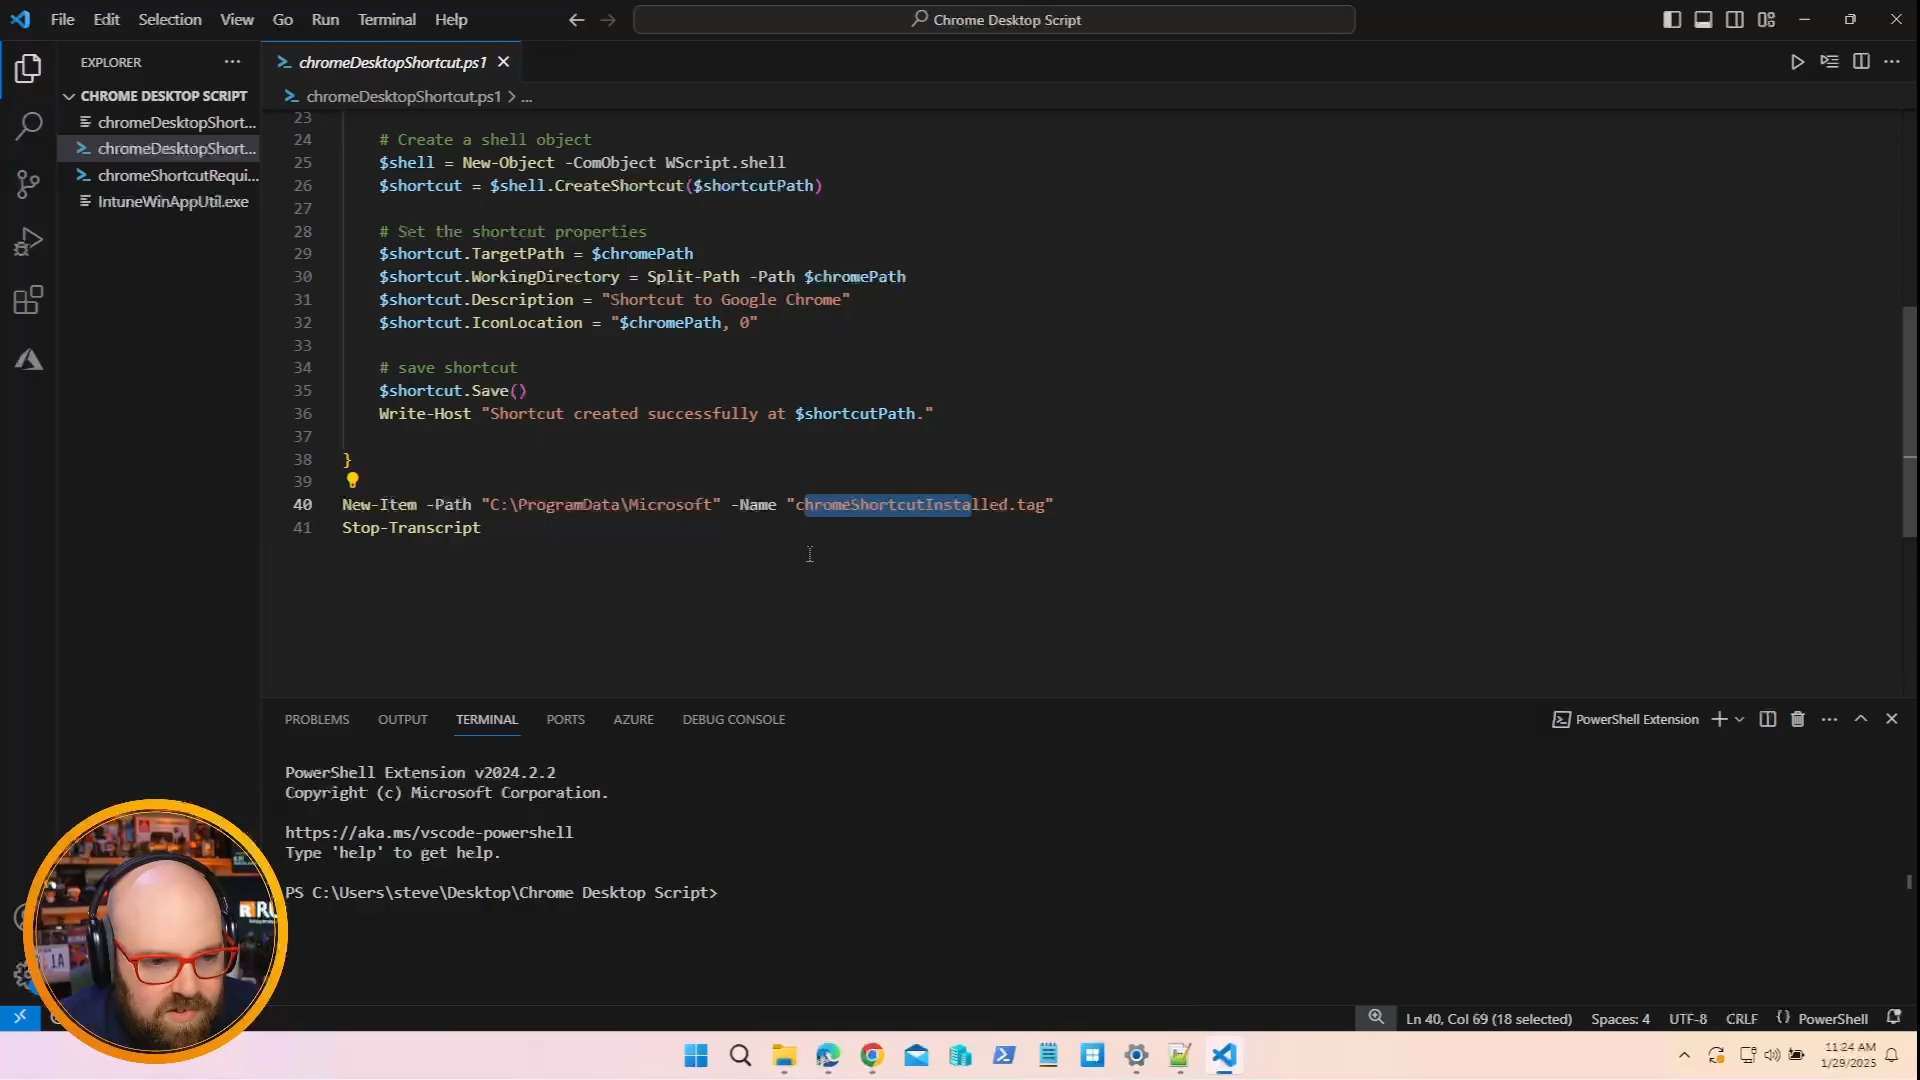 File Edit Selection View Go Run Terminal Help
Chrome Desktop Script
EXPLORER
CHROME DESKTOP SCRIPT
chromeDesktopShort...
chromeDesktopShort...
chromeShortcutRequi...
IntuneWinAppUtil.exe
chromeDesktopShortcut.ps1
chromeDesktopShortcut.ps1 > ...
23
24 # Create a shell object
25 $shell = New-Object -ComObject WScript.shell
26 $shortcut = $shell.CreateShortcut($shortcutPath)
27
28 # Set the shortcut properties
29 $shortcut.TargetPath = $chromePath
30 $shortcut.WorkingDirectory = Split-Path -Path $chromePath
31 $shortcut.Description = "Shortcut to Google Chrome"
32 $shortcut.IconLocation = "$chromePath, 0"
33
34 # save shortcut
35 $shortcut.Save()
36 Write-Host "Shortcut created successfully at $shortcutPath."
37
38 }
39
40 New-Item -Path "C:\ProgramData\Microsoft" -Name "chromeShortcutInstalled.tag"
41 Stop-Transcript
PROBLEMS OUTPUT TERMINAL PORTS AZURE DEBUG CONSOLE
PowerShell Extension
PowerShell Extension v2024.2.2
Copyright (c) Microsoft Corporation.
https://aka.ms/vscode-powershell
Type 'help' to get help.
PS C:\Users\steve\Desktop\Chrome Desktop Script>
RU
1A
Ln 40, Col 69 (18 selected) Spaces: 4 UTF-8 CRLF {} PowerShell
11:24 AM
1/29/2025